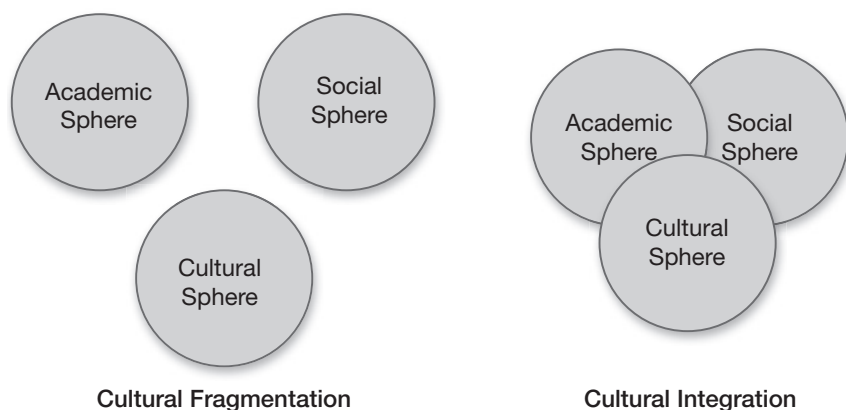 Academic
Sphere
Social
Sphere
Cultural
Sphere
Cultural Fragmentation
Academic
Sphere
Social
Sphere
Cultural
Sphere
Cultural Integration